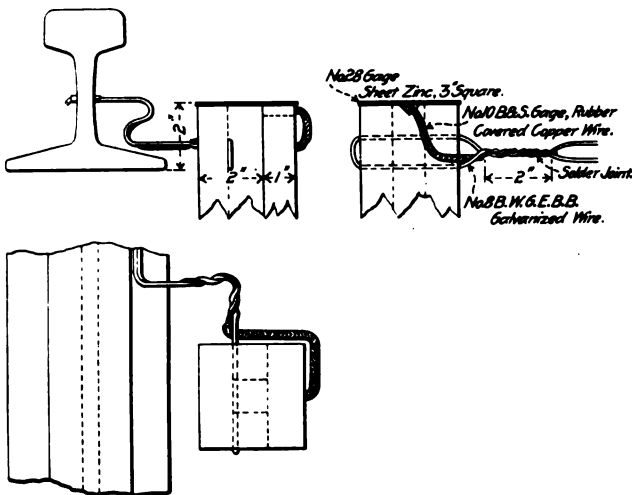 No.28 Gage
Sheet Zinc, 3" Square.
No.10 B.& S. Gage, Rubber
Covered Copper Wire.
2"
2"
1"
2"
Solder Joint.
No.8 B.W.G.E.B.B.
Galvanized Wire.